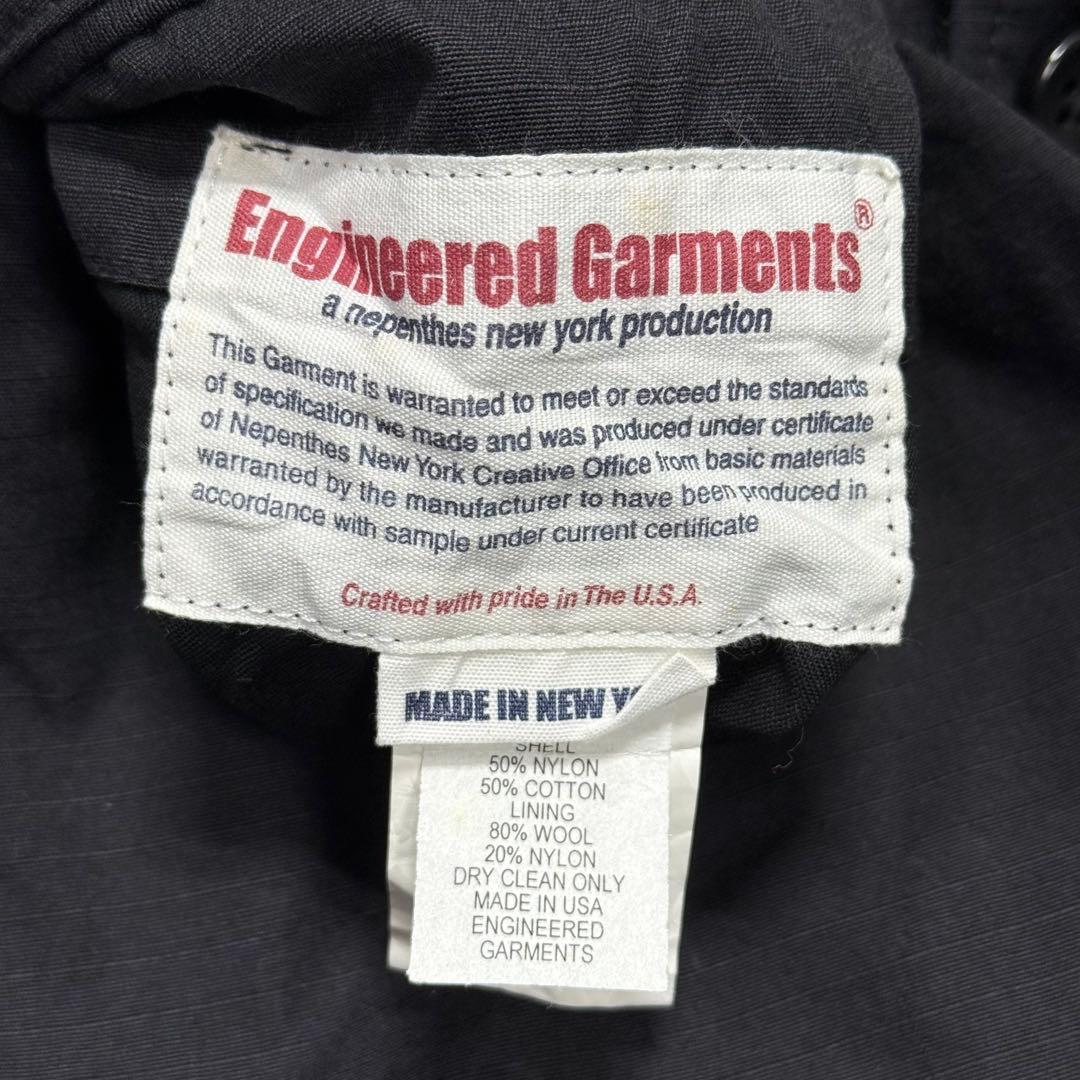 Engineered Garments®
a nepenthes new york production
This Garment is warranted to meet or exceed the standards
of specification we made and was produced under certificate
of Nepenthes New York Creative Office from basic materials
warranted by the manufacturer to have been produced in
accordance with sample under current certificate
Crafted with pride in The U.S.A.
MADE IN NEW
SHELL
50% NYLON
50% COTTON
LINING
80% WOOL
20% NYLON
DRY CLEAN ONLY
MADE IN USA
ENGINEERED
GARMENTS